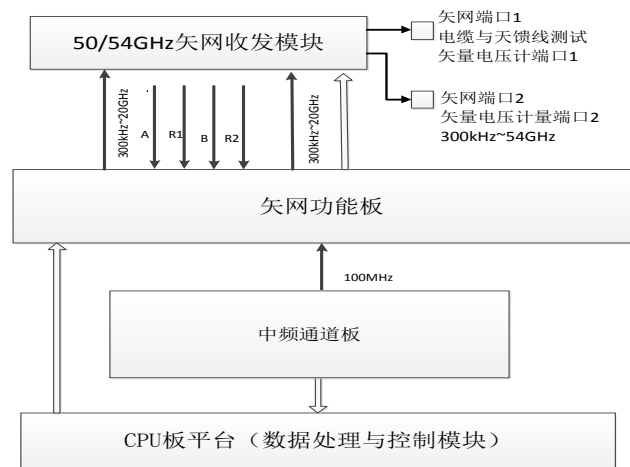 50/54GHz矢网收发模块
矢网端口1
电缆与天馈线测试
矢量电压计端口1
矢网端口2
矢量电压计量端口2
300kHz~54GHz
300kHz~20GHz
A
R1
B
R2
300kHz~20GHz
矢网功能板
100MHz
中频通道板
CPU板平台（数据处理与控制模块）